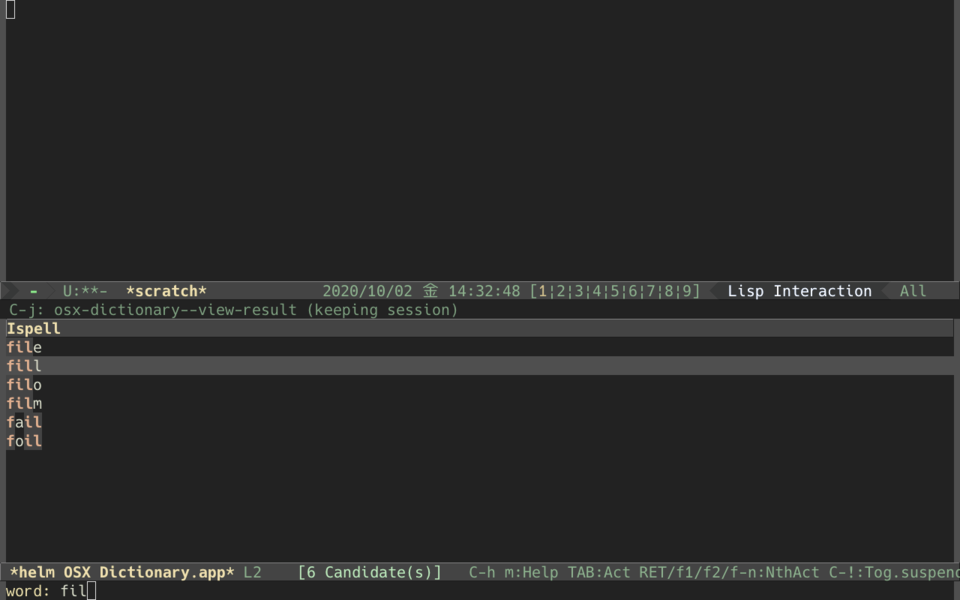 - U:**- *scratch* 2020/10/02 金 14:32:48 [1¦2¦3¦4¦5¦6¦7¦8¦9] Lisp Interaction All
C-j: osx-dictionary--view-result (keeping session)
Ispell
file
fill
filo
film
fail
foil
*helm OSX Dictionary.app* L2 [6 Candidate(s)] C-h m:Help TAB:Act RET/f1/f2/f-n:NthAct C-!:Tog.suspend
word: fil